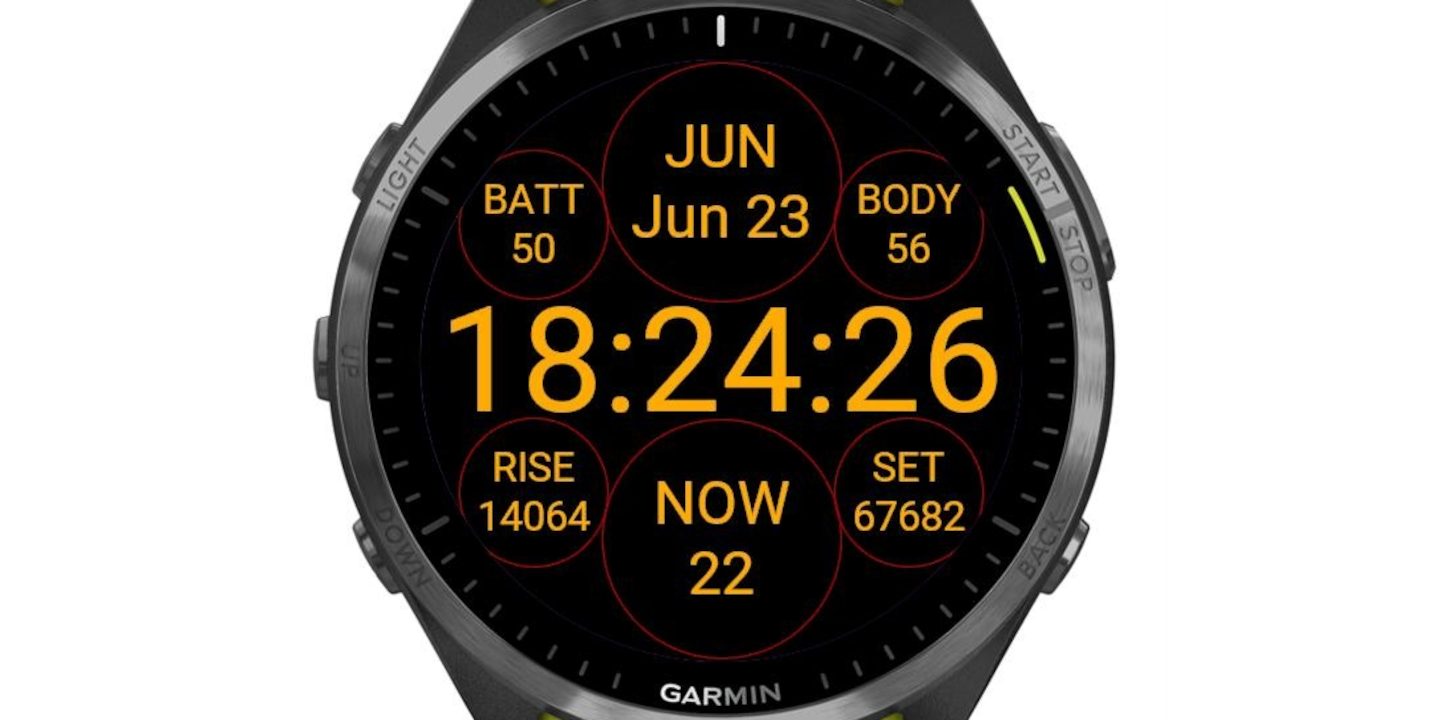 JUN
Jun 23
BATT
50
BODY
56
18:24:26
RISE
14064
NOW
22
SET
67682
LIGHT
UP
DOWN
START
STOP
BACK
GARMIN